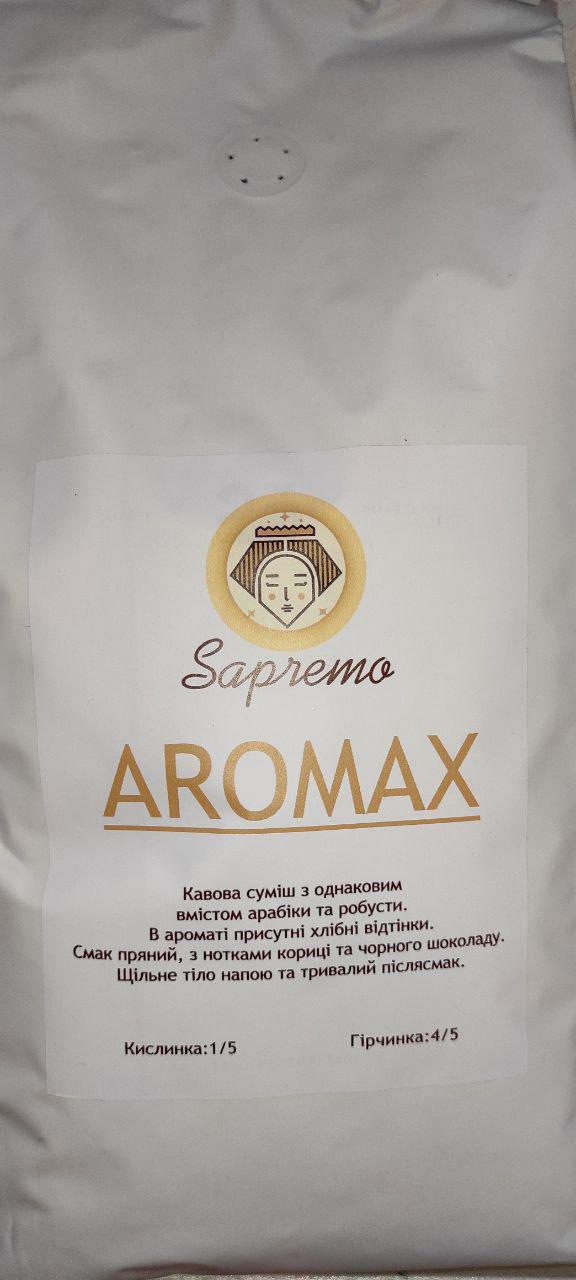 Sapremo
AROMAX
Кавова суміш з однаковим
вмістом арабіки та робусти.
В ароматі присутні хлібні відтінки.
Смак пряний, з нотками кориці та чорного шоколаду.
Щільне тіло напою та тривалий післясмак.
Кислинка:1/5 Гірчинка:4/5